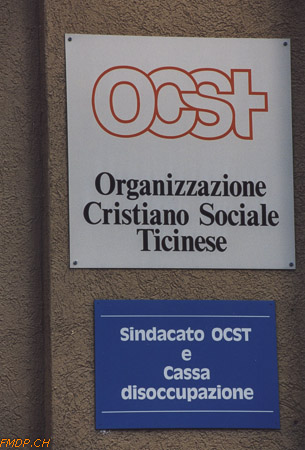 OCSt
Organizzazione
Cristiano Sociale
Ticinese
Sindacato OCST
e
Cassa
disoccupazione
FMDP.CH